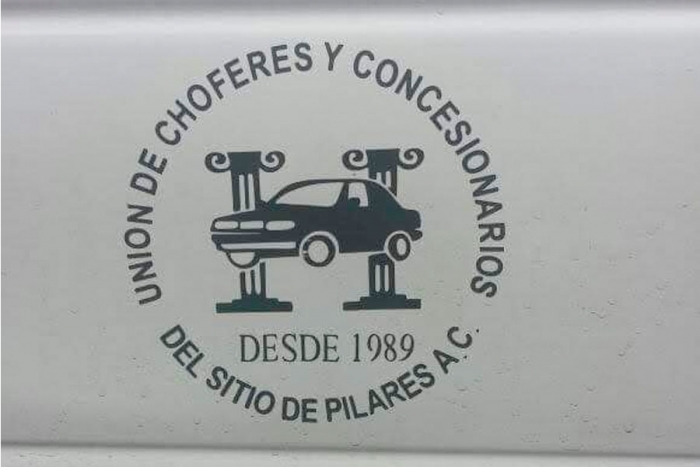 UNION DE CHOFERES Y CONCESIONARIOS
DESDE 1989
DEL SITIO DE PILARES A.C.